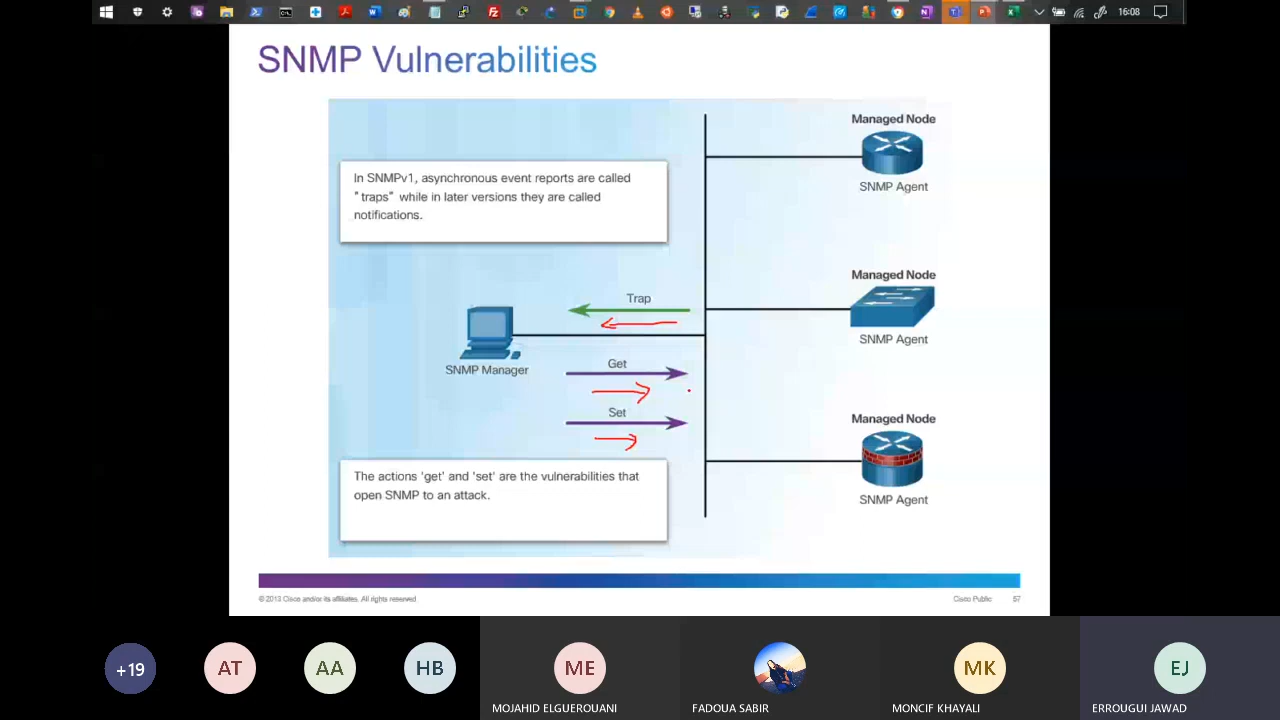 16:08
SNMP Vulnerabilities
Managed Node
SNMP Agent
In SNMPv1, asynchronous event reports are called
"traps" while in later versions they are called
notifications.
Managed Node
SNMP Agent
Trap
SNMP Manager
Get
Set
Managed Node
SNMP Agent
The actions 'get' and 'set' are the vulnerabilities that
open SNMP to an attack.
© 2013 Cisco and/or its affiliates. All rights reserved.
Cisco Public
57
+19
AT
AA
HB
ME
MK
EJ
MOJAHID ELGUEROUANI
FADOUA SABIR
MONCIF KHAYALI
ERROUGUI JAWAD